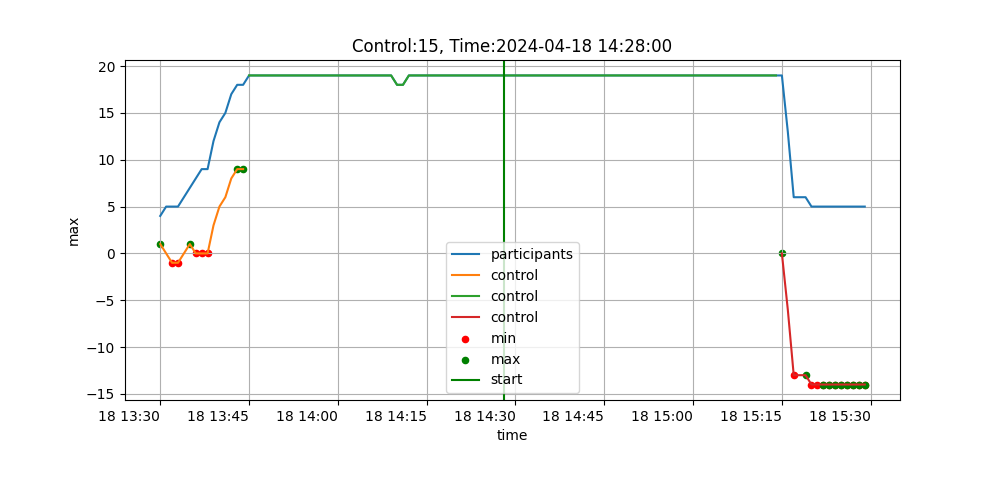 Control:15, Time:2024-04-18 14:28:00
max
20
15
10
5
0
−5
−10
−15
participants
control
control
control
min
max
start
18 13:30 18 13:45 18 14:00 18 14:15 18 14:30 18 14:45 18 15:00 18 15:15 18 15:30
time